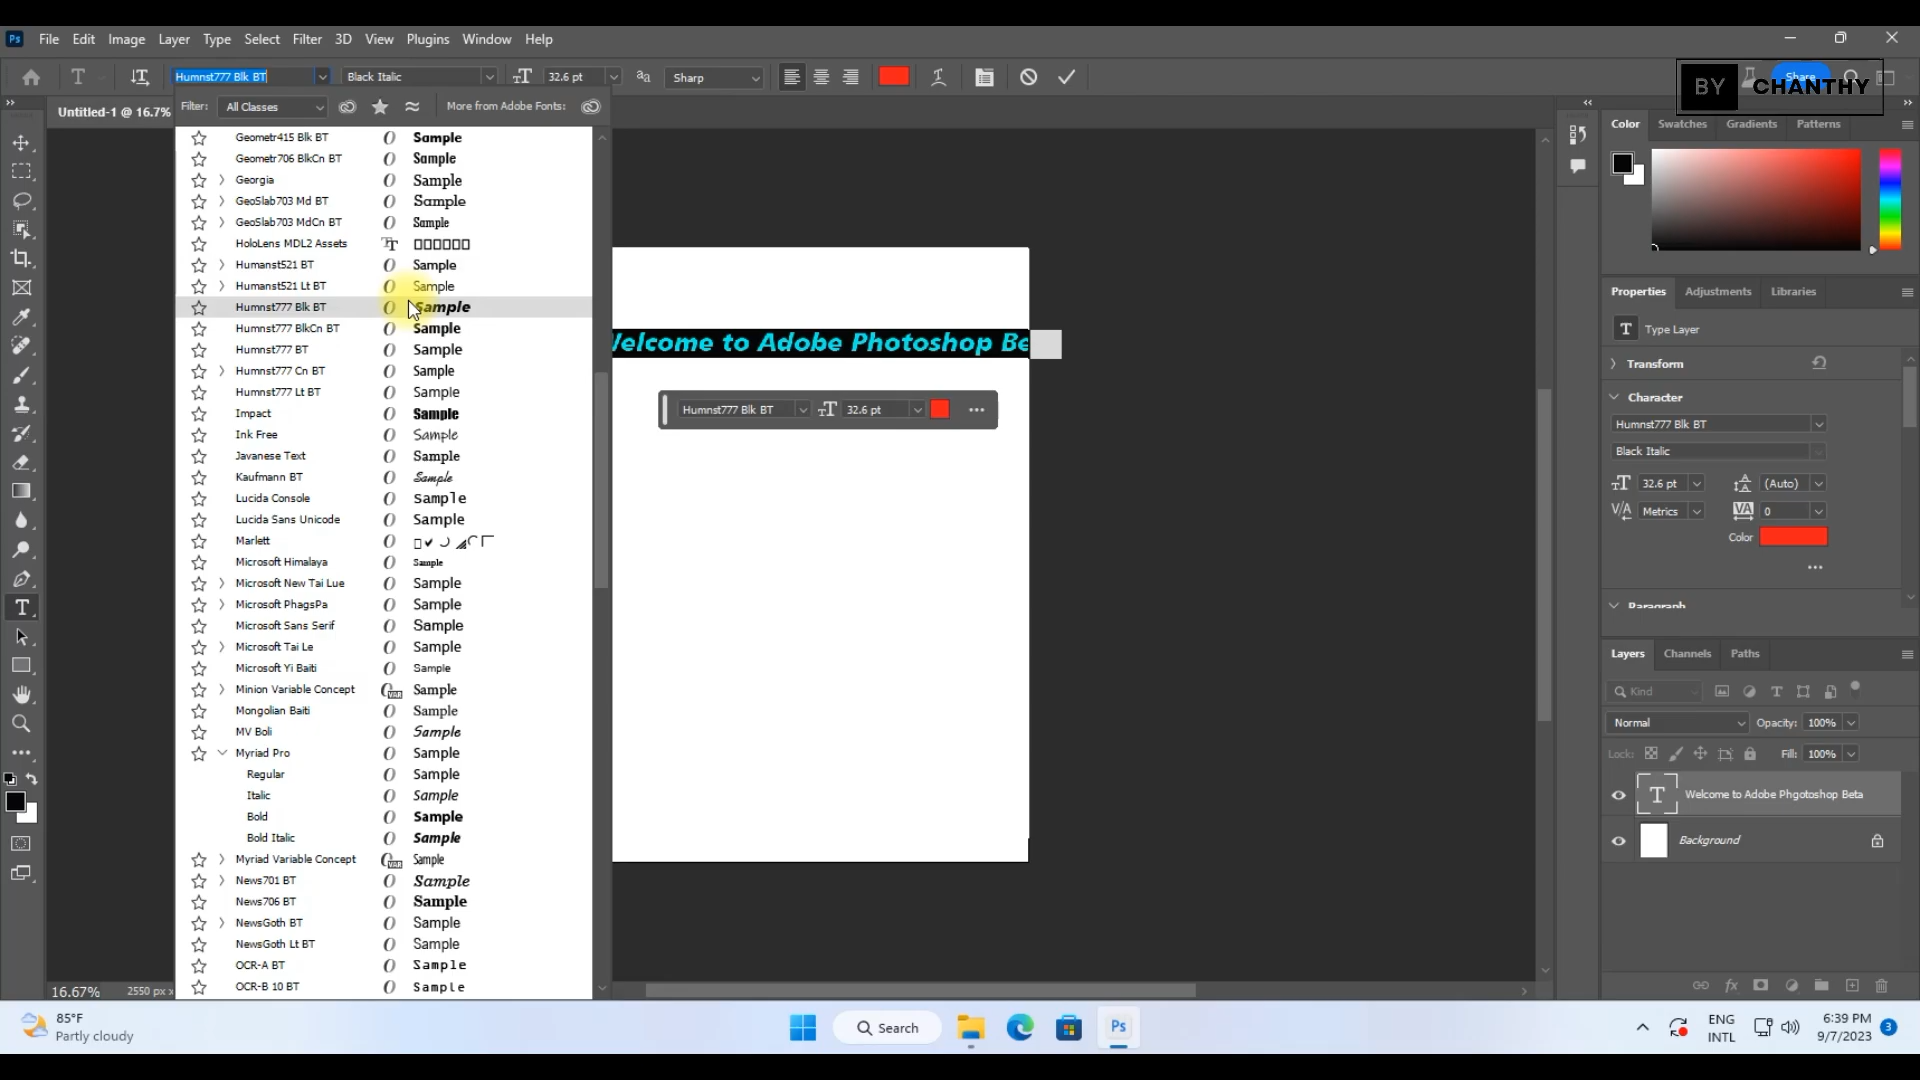 Ps File Edit Image Layer Type Select Filter 3D View Plugins Window Help
Humnst777 Blk BT Black Italic 32.6 pt Sharp
Share
BY CHANTHY
Untitled-1 @ 16.7%
Filter: All Classes More from Adobe Fonts:
Geometr415 Blk BT Sample
Geometr706 BlkCn BT Sample
Georgia Sample
GeoSlab703 Md BT Sample
GeoSlab703 MdCn BT Sample
HoloLens MDL2 Assets
Humanst521 BT Sample
Humanst521 Lt BT Sample
Humnst777 Blk BT Sample
Humnst777 BlkCn BT Sample
Humnst777 BT Sample
Humnst777 Cn BT Sample
Humnst777 Lt BT Sample
Impact Sample
Ink Free Sample
Javanese Text Sample
Kaufmann BT Sample
Lucida Console Sample
Lucida Sans Unicode Sample
Marlett
Microsoft Himalaya Sample
Microsoft New Tai Lue Sample
Microsoft PhagsPa Sample
Microsoft Sans Serif Sample
Microsoft Tai Le Sample
Microsoft Yi Baiti Sample
Minion Variable Concept Sample
Mongolian Baiti Sample
MV Boli Sample
Myriad Pro Sample
Regular Sample
Italic Sample
Bold Sample
Bold Italic Sample
Myriad Variable Concept Sample
News701 BT Sample
News706 BT Sample
NewsGoth BT Sample
NewsGoth Lt BT Sample
OCR-A BT Sample
OCR-B 10 BT Sample
Welcome to Adobe Photoshop Be
Humnst777 Blk BT 32.6 pt
Color Swatches Gradients Patterns
Properties Adjustments Libraries
T Type Layer
Transform
Character
Humnst777 Blk BT
Black Italic
32.6 pt (Auto)
Metrics 0
Color
Paragraph
Layers Channels Paths
Kind
Normal Opacity: 100%
Lock: Fill: 100%
Welcome to Adobe Phgotoshop Beta
Background
16.67% 2550 px x
85°F
Partly cloudy
Search
Ps
ENG
INTL
6:39 PM
9/7/2023
3